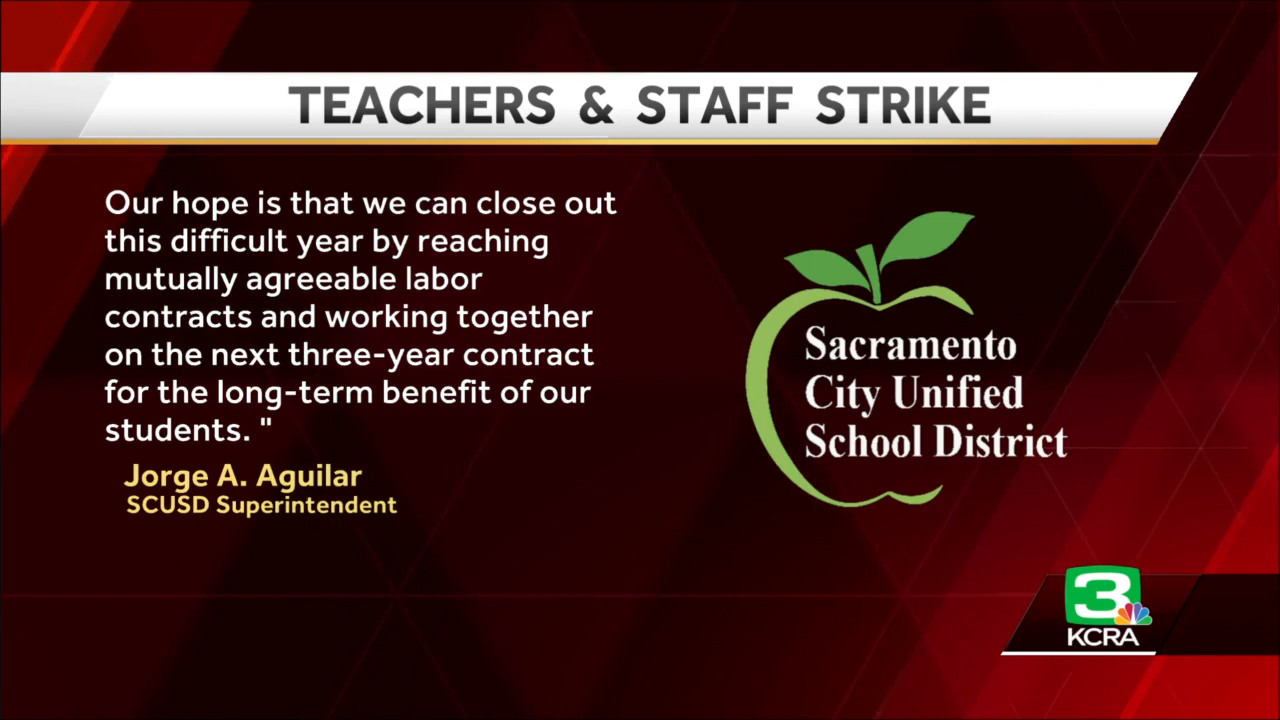 TEACHERS & STAFF STRIKE
Our hope is that we can close out
this difficult year by reaching
mutually agreeable labor
contracts and working together
on the next three-year contract
for the long-term benefit of our
students. "
Jorge A. Aguilar
SCUSD Superintendent
Sacramento
City Unified
School District
3
KCRA